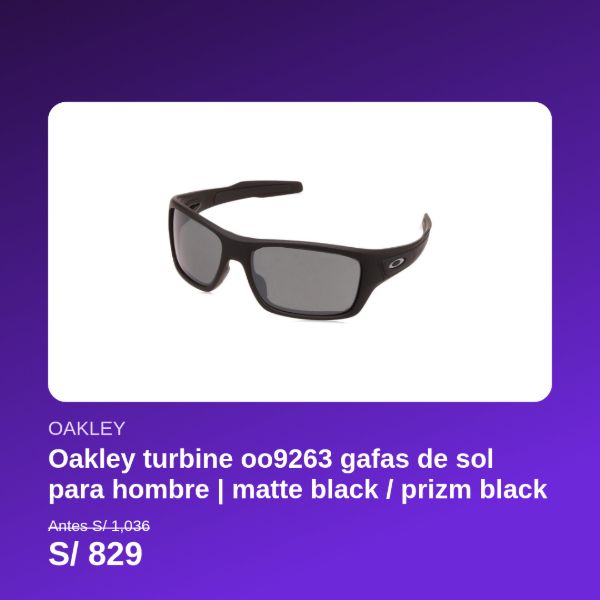 OAKLEY
Oakley turbine oo9263 gafas de sol
para hombre | matte black / prizm black
Antes S/ 1,036
S/ 829